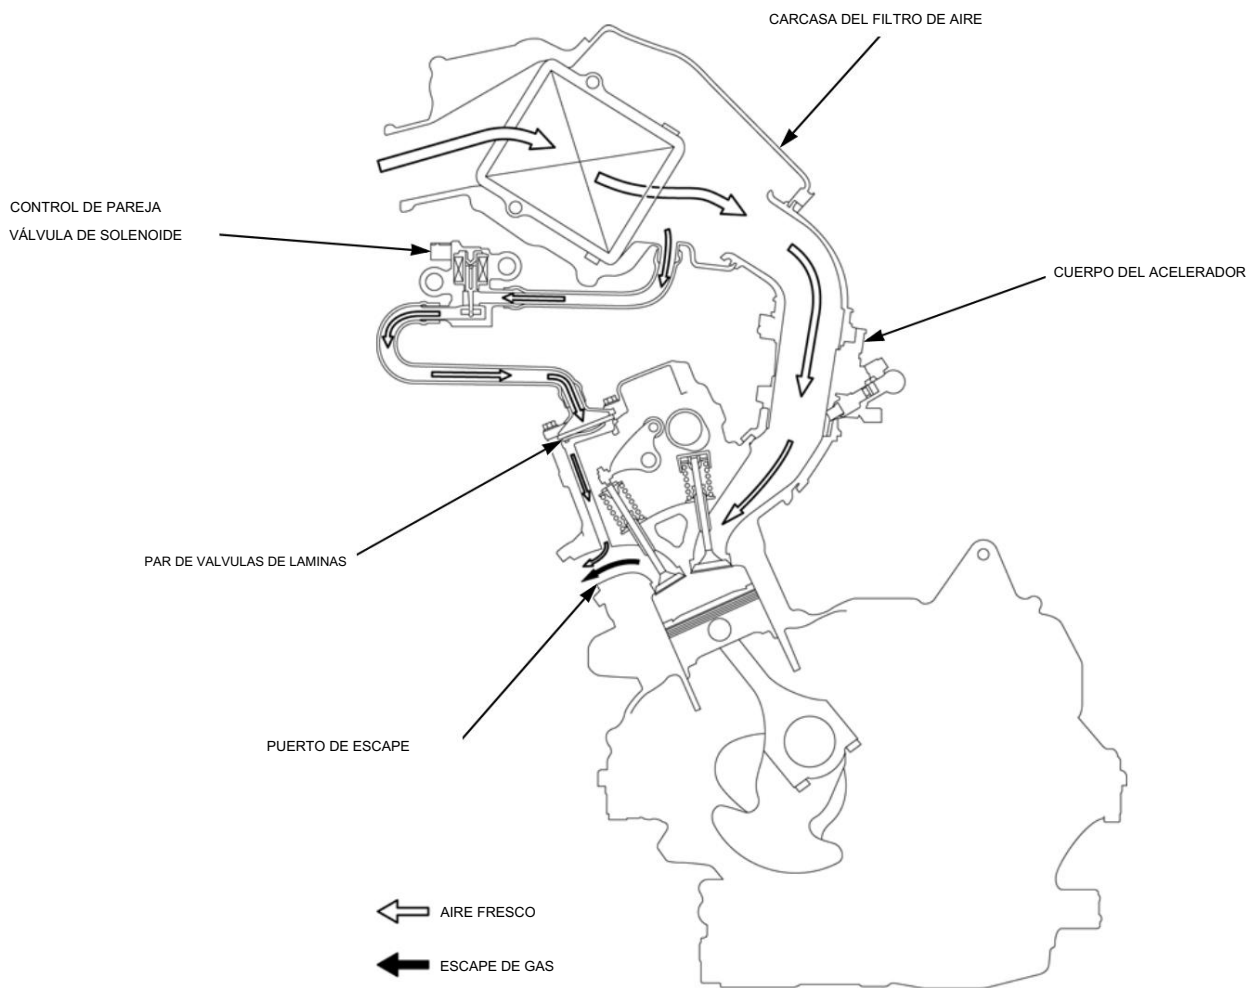 CARCASA DEL FILTRO DE AIRE
CONTROL DE PAREJA
VÁLVULA DE SOLENOIDE
CUERPO DEL ACELERADOR
PAR DE VALVULAS DE LAMINAS
PUERTO DE ESCAPE
AIRE FRESCO
ESCAPE DE GAS